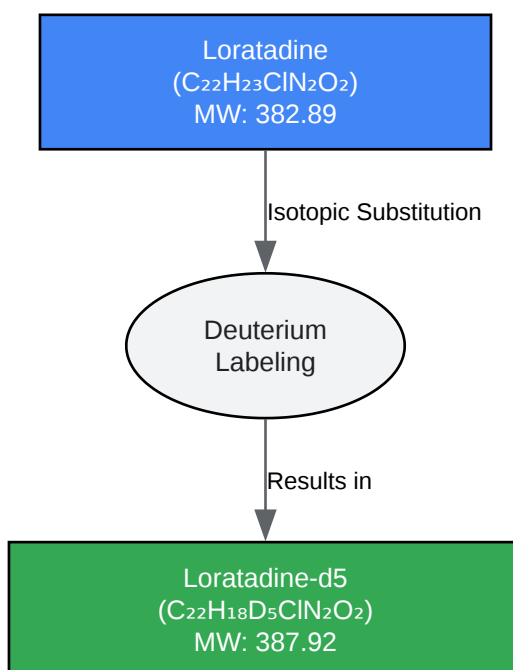 Loratadine
(C₂₂H₂₃ClN₂O₂)
MW: 382.89
Isotopic Substitution
Deuterium
Labeling
Results in
Loratadine-d5
(C₂₂H₁₈D₅ClN₂O₂)
MW: 387.92